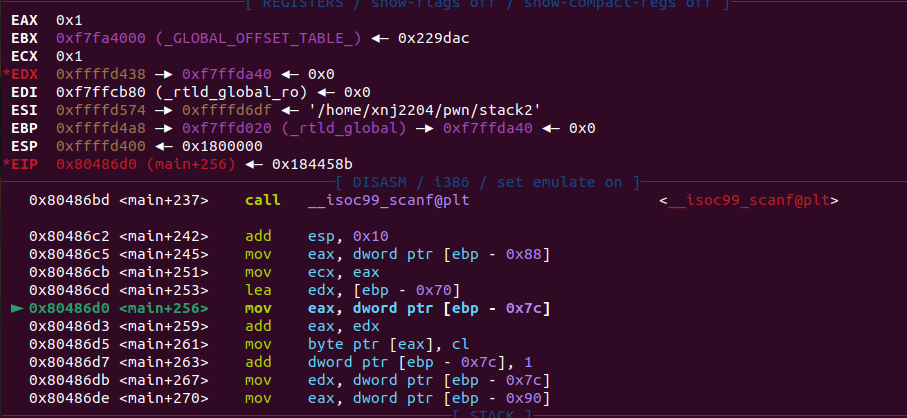 [ REGISTERS / show-flags off / show-compact-regs off ]
EAX 0x1
EBX 0xf7fa4000 (_GLOBAL_OFFSET_TABLE_) ◂— 0x229dac
ECX 0x1
*EDX 0xffffd438 —▸ 0xf7ffda40 ◂— 0x0
EDI 0xf7ffcb80 (_rtld_global_ro) ◂— 0x0
ESI 0xffffd574 —▸ 0xffffd6df ◂— '/home/xnj2204/pwn/stack2'
EBP 0xffffd4a8 —▸ 0xf7ffd020 (_rtld_global) —▸ 0xf7ffda40 ◂— 0x0
ESP 0xffffd400 ◂— 0x1800000
*EIP 0x80486d0 (main+256) ◂— 0x184458b
[ DISASM / i386 / set emulate on ]
0x80486bd <main+237> call __isoc99_scanf@plt <__isoc99_scanf@plt>
0x80486c2 <main+242> add esp, 0x10
0x80486c5 <main+245> mov eax, dword ptr [ebp - 0x88]
0x80486cb <main+251> mov ecx, eax
0x80486cd <main+253> lea edx, [ebp - 0x70]
► 0x80486d0 <main+256> mov eax, dword ptr [ebp - 0x7c]
0x80486d3 <main+259> add eax, edx
0x80486d5 <main+261> mov byte ptr [eax], cl
0x80486d7 <main+263> add dword ptr [ebp - 0x7c], 1
0x80486db <main+267> mov edx, dword ptr [ebp - 0x7c]
0x80486de <main+270> mov eax, dword ptr [ebp - 0x90]
[ STACK ]